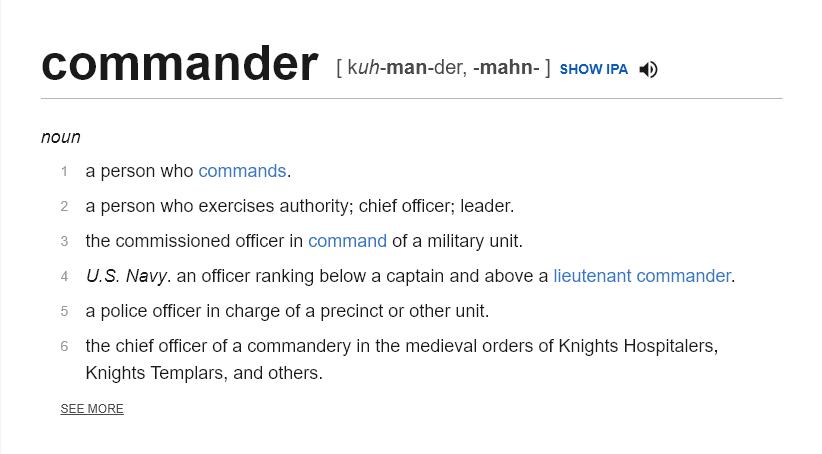 commander [ kuh-man-der, -mahn- ] SHOW IPA
noun
1 a person who commands.
2 a person who exercises authority; chief officer; leader.
3 the commissioned officer in command of a military unit.
4 U.S. Navy. an officer ranking below a captain and above a lieutenant commander.
5 a police officer in charge of a precinct or other unit.
6 the chief officer of a commandery in the medieval orders of Knights Hospitalers,
Knights Templars, and others.
SEE MORE